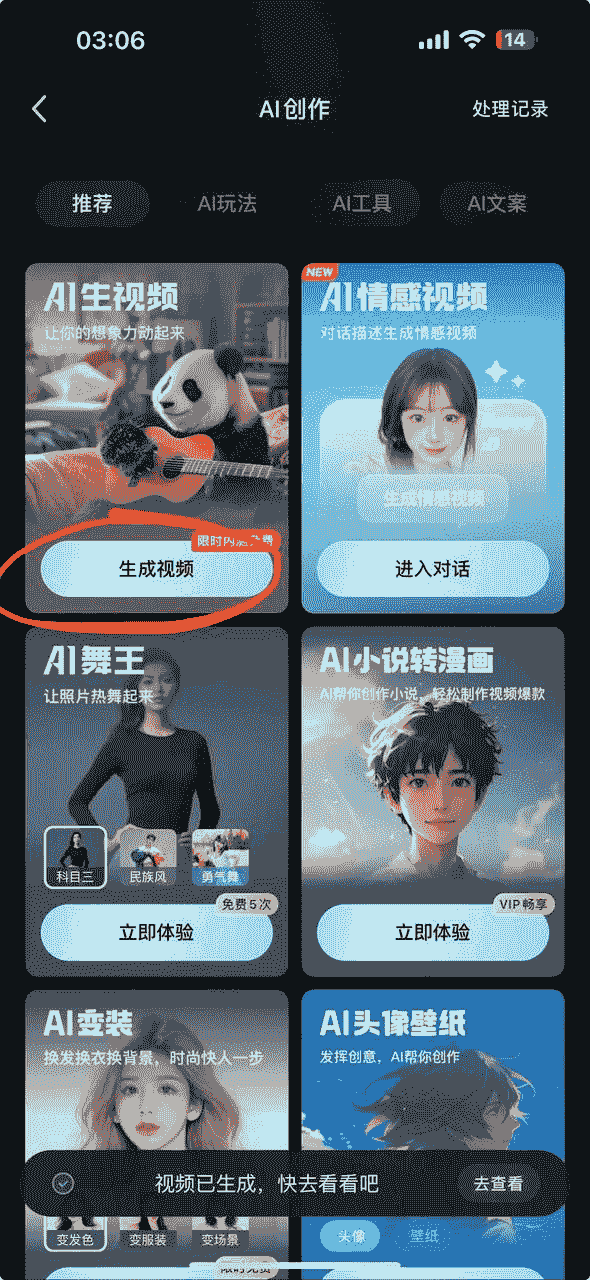 03:06
14
AI创作
处理记录
推荐
AI玩法
AI工具
AI文案
AI生视频
让你的想象力动起来
限时内测免费
生成视频
NEW
AI情感视频
对话描述生成情感视频
生成情感视频
进入对话
AI舞王
让照片热舞起来
科目三
民族风
勇气舞
免费5次
立即体验
AI小说转漫画
AI帮你创作小说，轻松制作视频爆款
VIP畅享
立即体验
AI变装
换发换衣换背景，时尚快人一步
变发色
变服装
变场景
限时免费
AI头像壁纸
发挥创意，AI帮你创作
头像
壁纸
视频已生成，快去看看吧
去查看